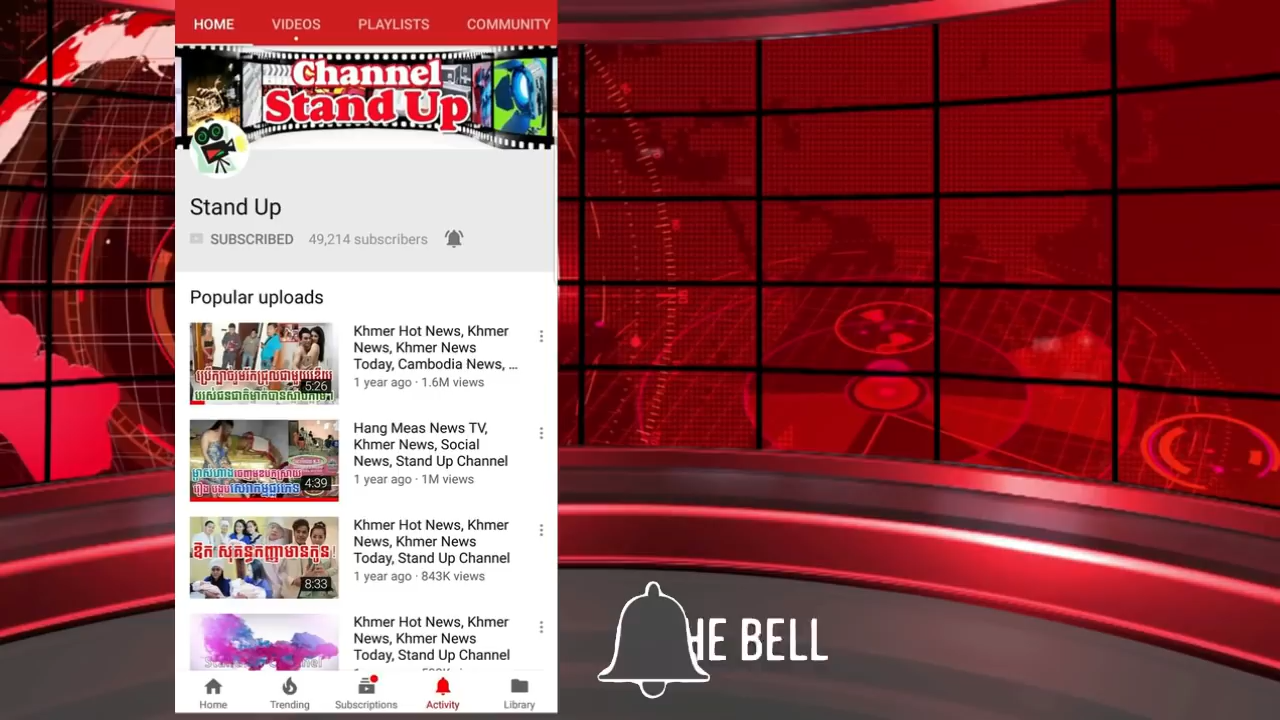 HOME VIDEOS PLAYLISTS COMMUNITY
Channel
Stand Up
Stand Up
SUBSCRIBED 49,214 subscribers
Popular uploads
Khmer Hot News, Khmer
News, Khmer News
Today, Cambodia News, ...
1 year ago · 1.6M views
5:26
Hang Meas News TV,
Khmer News, Social
News, Stand Up Channel
1 year ago · 1M views
4:39
Khmer Hot News, Khmer
News, Khmer News
Today, Stand Up Channel
1 year ago · 843K views
8:33
Khmer Hot News, Khmer
News, Khmer News
Today, Stand Up Channel
Home Trending Subscriptions Activity Library
HE BELL